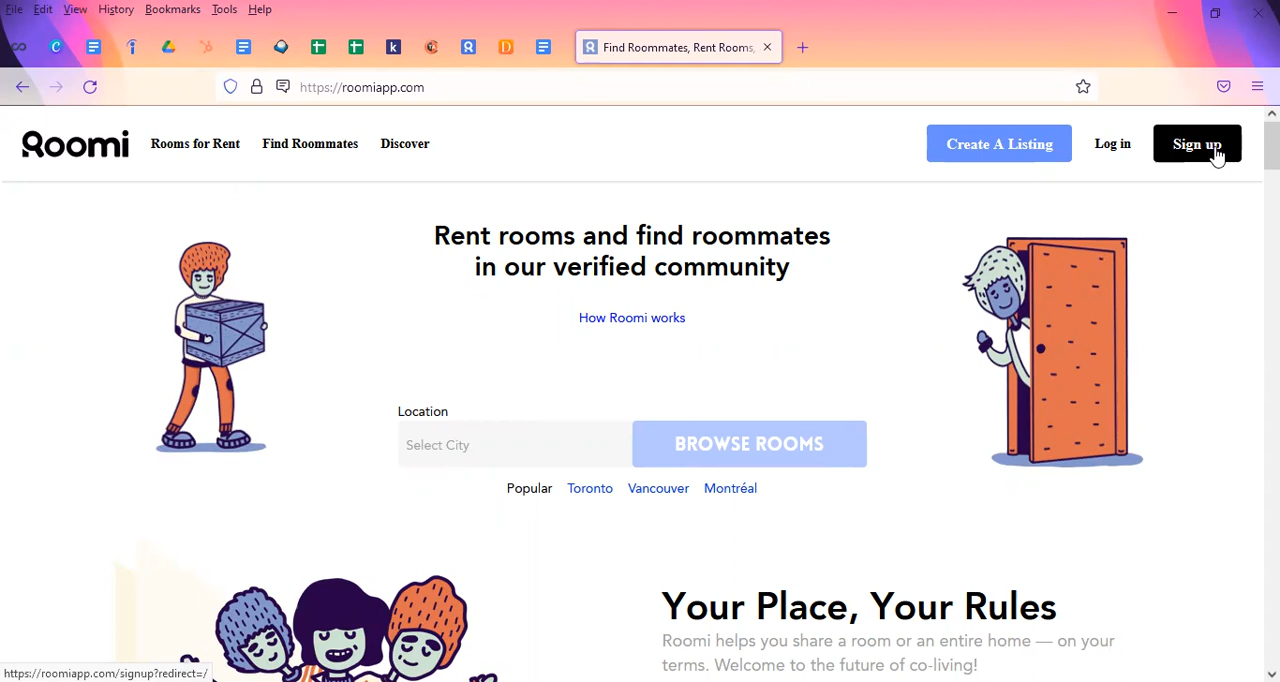 File Edit View History Bookmarks Tools Help
Find Roommates, Rent Rooms,
https://roomiapp.com
Roomi Rooms for Rent Find Roommates Discover Create A Listing Log in Sign up
Rent rooms and find roommates
in our verified community
How Roomi works
Location
Select City BROWSE ROOMS
Popular Toronto Vancouver Montréal
Your Place, Your Rules
Roomi helps you share a room or an entire home — on your
terms. Welcome to the future of co-living!
https://roomiapp.com/signup?redirect=/